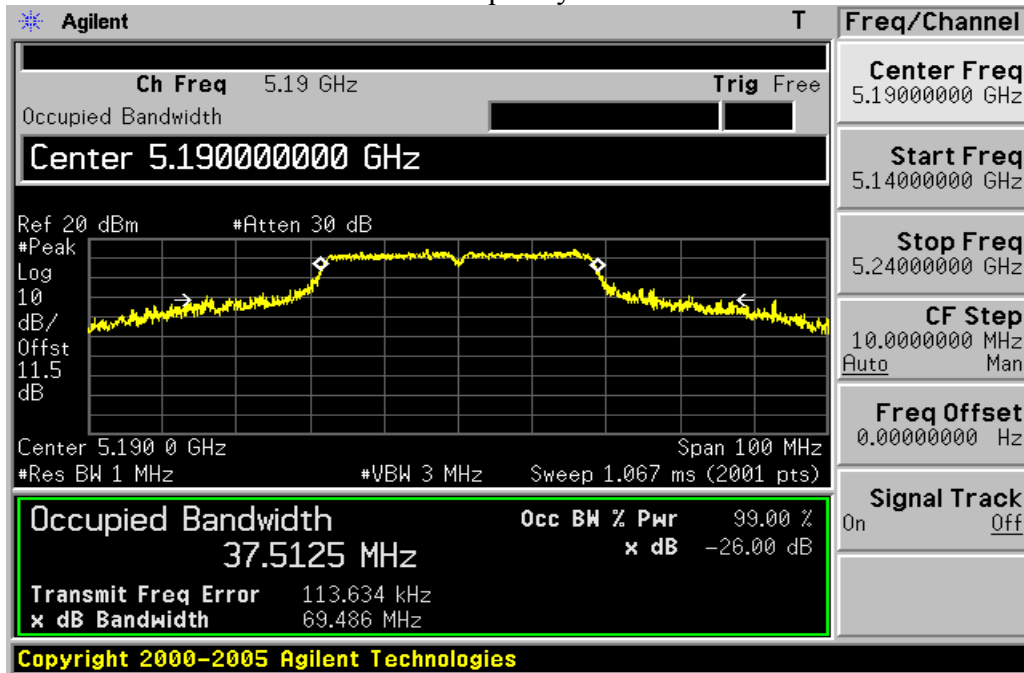 Agilent T Freq/Channel
Ch Freq 5.19 GHz Trig Free
Occupied Bandwidth
Center 5.190000000 GHz
Ref 20 dBm #Atten 30 dB
#Peak
Log
10
dB/
Offst
11.5
dB
Center 5.190 0 GHz Span 100 MHz
#Res BW 1 MHz #VBW 3 MHz Sweep 1.067 ms (2001 pts)
Occupied Bandwidth Occ BW % Pwr 99.00 %
37.5125 MHz x dB -26.00 dB
Transmit Freq Error 113.634 kHz
x dB Bandwidth 69.486 MHz
Copyright 2000-2005 Agilent Technologies
Center Freq
5.19000000 GHz
Start Freq
5.14000000 GHz
Stop Freq
5.24000000 GHz
CF Step
10.0000000 MHz
Auto Man
Freq Offset
0.00000000 Hz
Signal Track
On Off